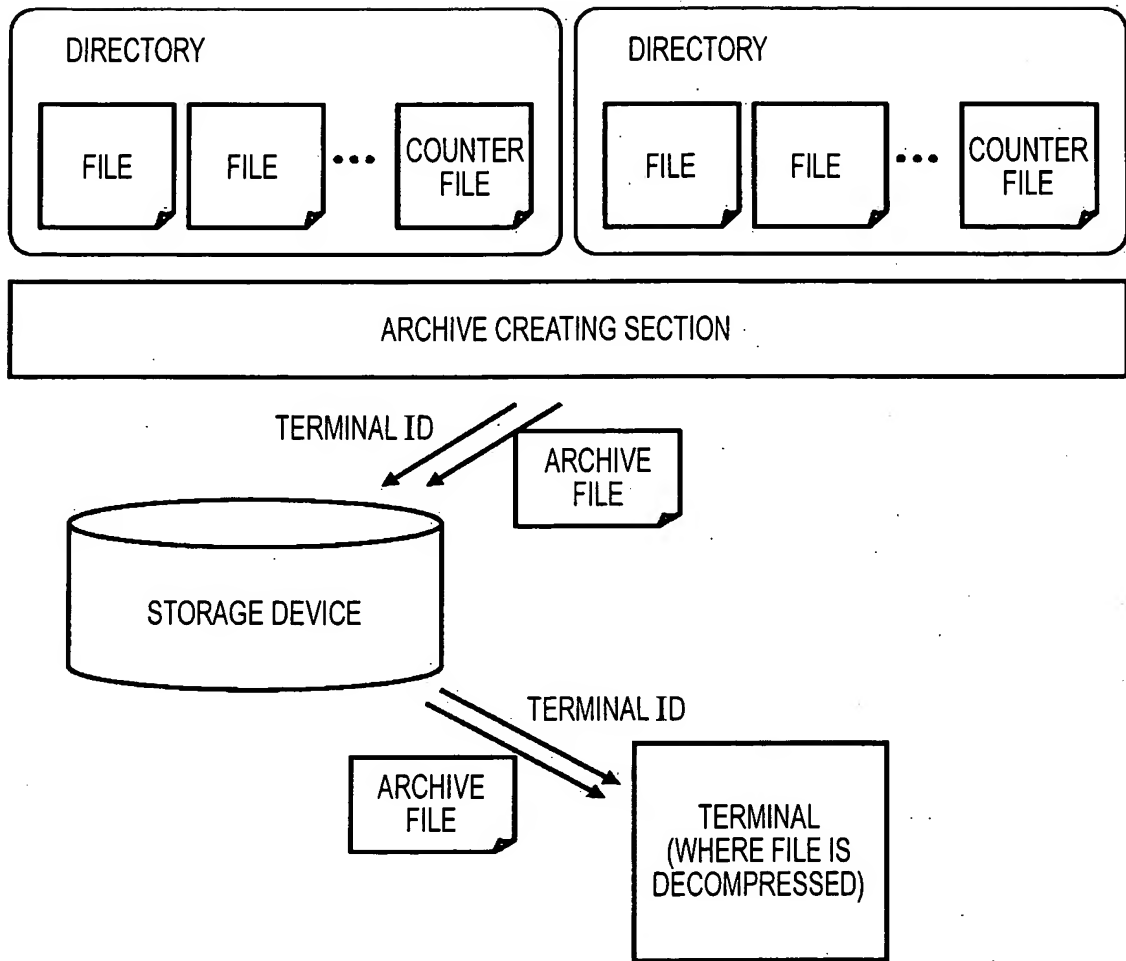 DIRECTORY
FILE
FILE
•••
COUNTER
FILE
DIRECTORY
FILE
FILE
•••
COUNTER
FILE
ARCHIVE CREATING SECTION
TERMINAL ID
ARCHIVE
FILE
STORAGE DEVICE
TERMINAL ID
ARCHIVE
FILE
TERMINAL
(WHERE FILE IS
DECOMPRESSED)